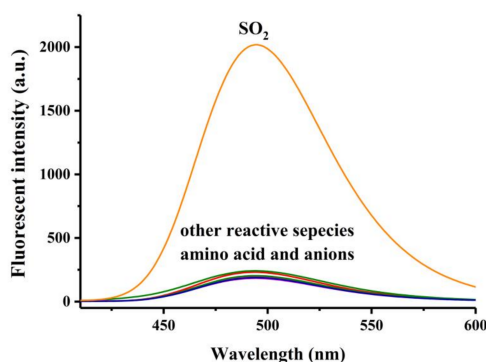 SO2
2000
1500
1000
500
0
Fluorescent intensity (a.u.)
other reactive sepecies
amino acid and anions
450 500 550 600
Wavelength (nm)